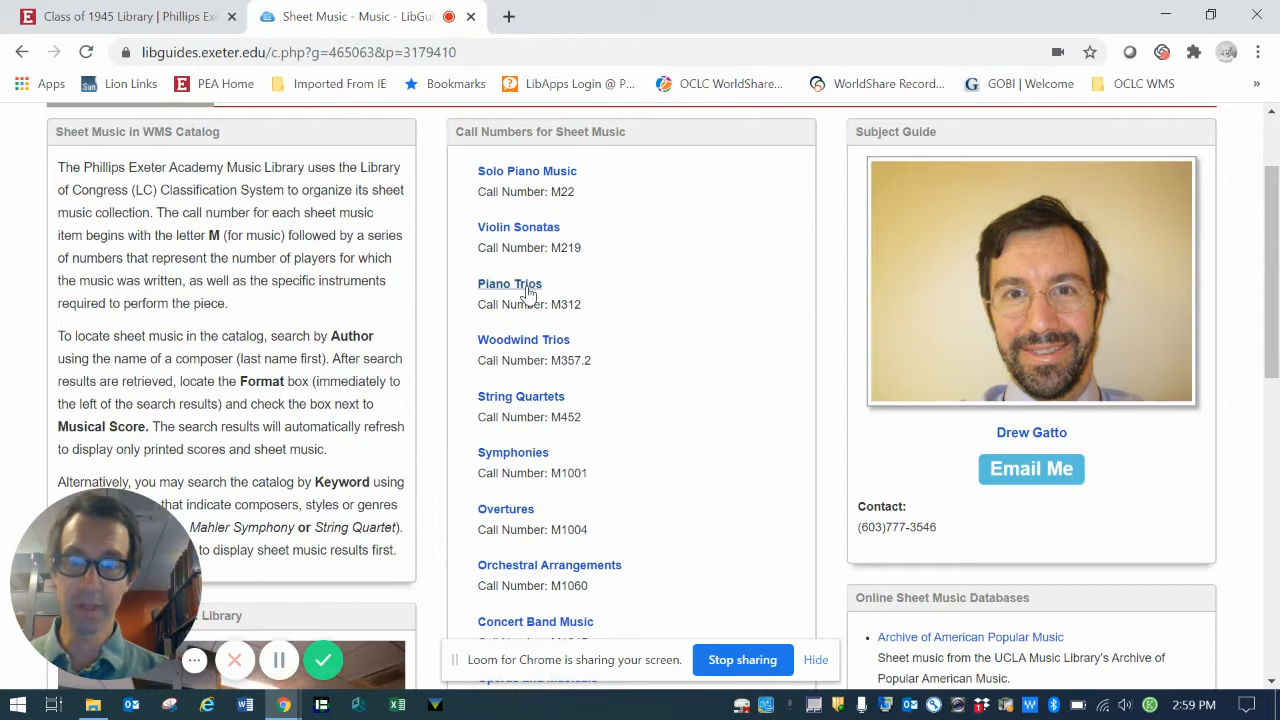 Class of 1945 Library | Phillips Exe
Sheet Music - Music - LibGu
libguides.exeter.edu/c.php?g=465063&p=3179410
Apps
Lion Links
PEA Home
Imported From IE
Bookmarks
LibApps Login @ P...
OCLC WorldShare...
WorldShare Record...
GOBI | Welcome
OCLC WMS
»
Sheet Music in WMS Catalog
The Phillips Exeter Academy Music Library uses the Library
of Congress (LC) Classification System to organize its sheet
music collection. The call number for each sheet music
item begins with the letter M (for music) followed by a series
of numbers that represent the number of players for which
the music was written, as well as the specific instruments
required to perform the piece.
To locate sheet music in the catalog, search by Author
using the name of a composer (last name first). After search
results are retrieved, locate the Format box (immediately to
the left of the search results) and check the box next to
Musical Score. The search results will automatically refresh
to display only printed scores and sheet music.
Alternatively, you may search the catalog by Keyword using
that indicate composers, styles or genres
Mahler Symphony or String Quartet).
to display sheet music results first.
Library
Call Numbers for Sheet Music
Solo Piano Music
Call Number: M22
Violin Sonatas
Call Number: M219
Piano Trios
Call Number: M312
Woodwind Trios
Call Number: M357.2
String Quartets
Call Number: M452
Symphonies
Call Number: M1001
Overtures
Call Number: M1004
Orchestral Arrangements
Call Number: M1060
Concert Band Music
Subject Guide
Drew Gatto
Email Me
Contact:
(603)777-3546
Online Sheet Music Databases
Archive of American Popular Music
Sheet music from the UCLA Music Library's Archive of
Popular American Music.
Loom for Chrome is sharing your screen.
Stop sharing
Hide
2:59 PM